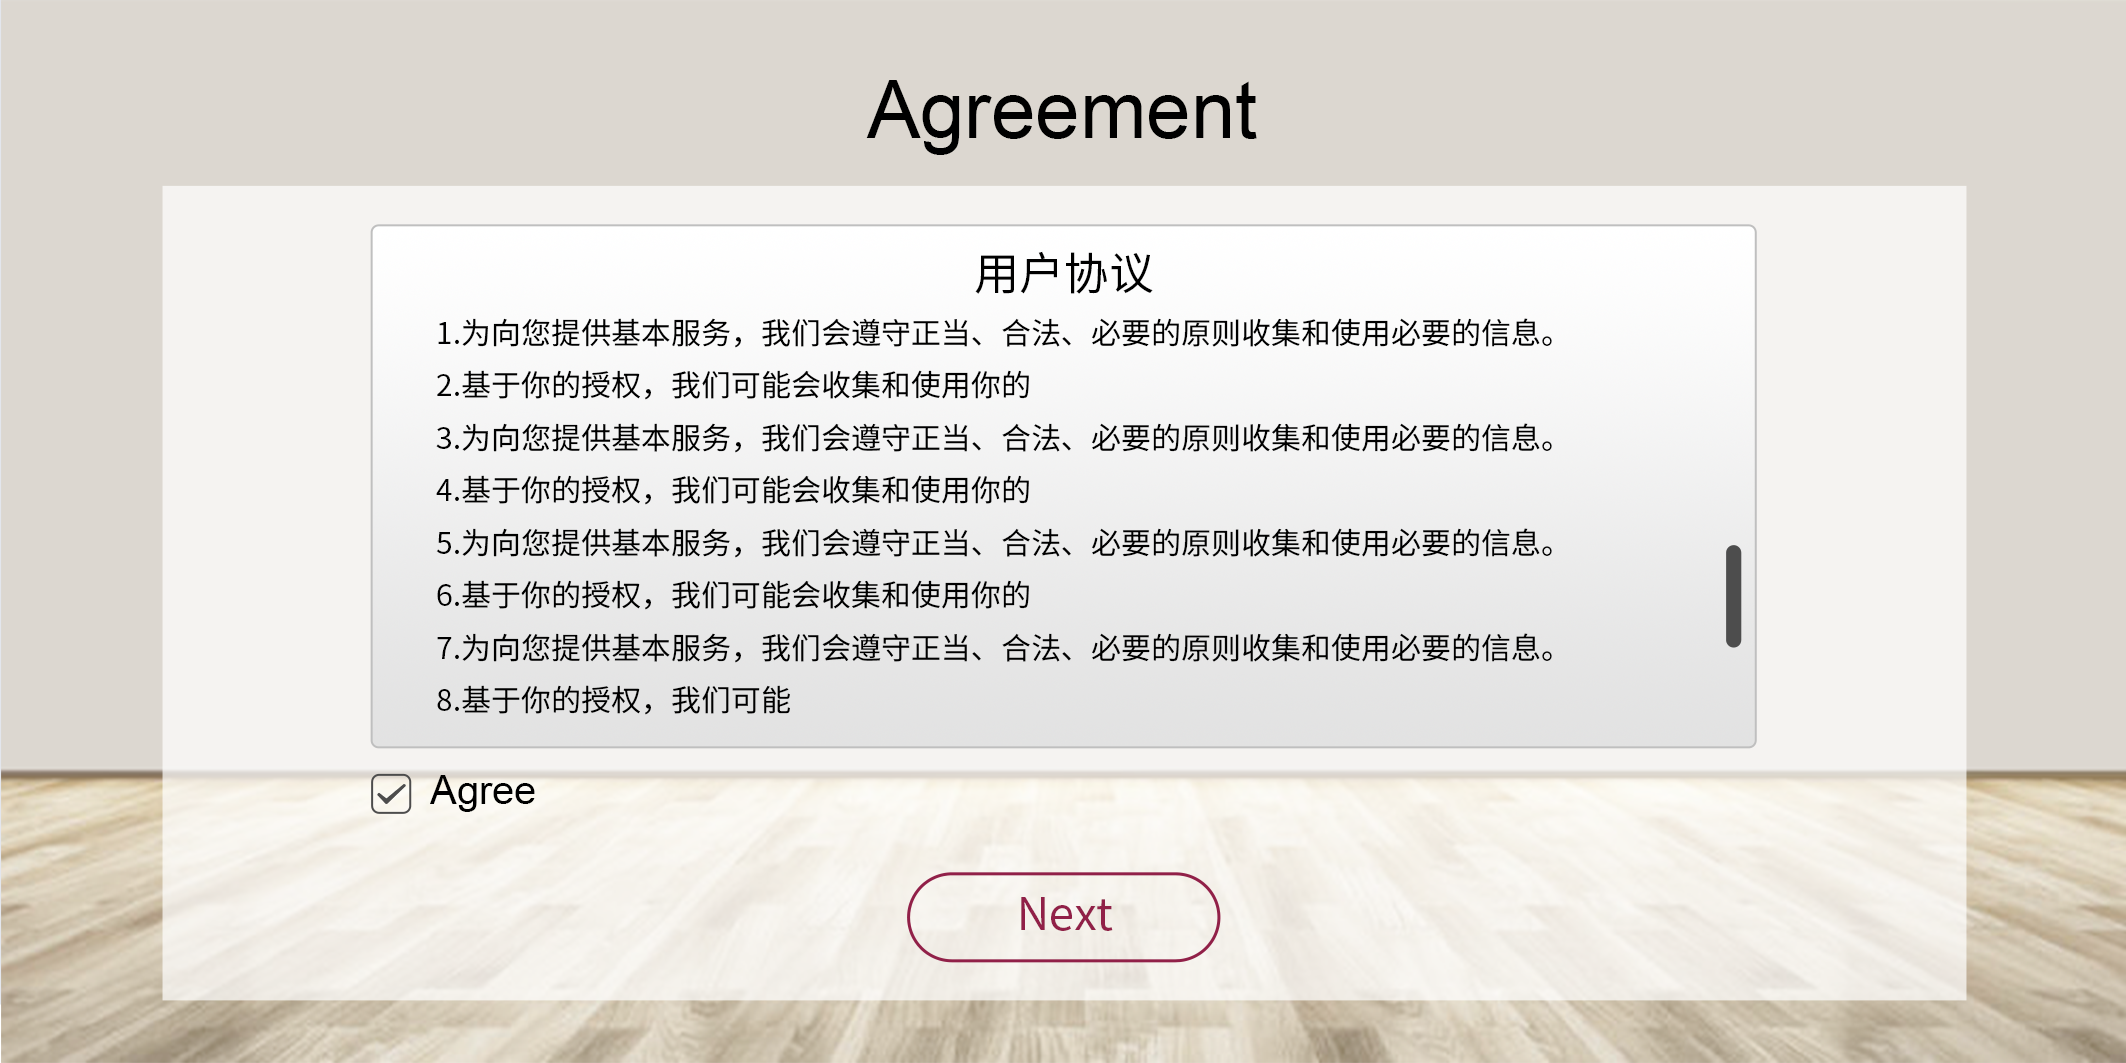 Agreement
用户协议
1.为向您提供基本服务，我们会遵守正当、合法、必要的原则收集和使用必要的信息。
2.基于你的授权，我们可能会收集和使用你的
3.为向您提供基本服务，我们会遵守正当、合法、必要的原则收集和使用必要的信息。
4.基于你的授权，我们可能会收集和使用你的
5.为向您提供基本服务，我们会遵守正当、合法、必要的原则收集和使用必要的信息。
6.基于你的授权，我们可能会收集和使用你的
7.为向您提供基本服务，我们会遵守正当、合法、必要的原则收集和使用必要的信息。
8.基于你的授权，我们可能
Agree
Next